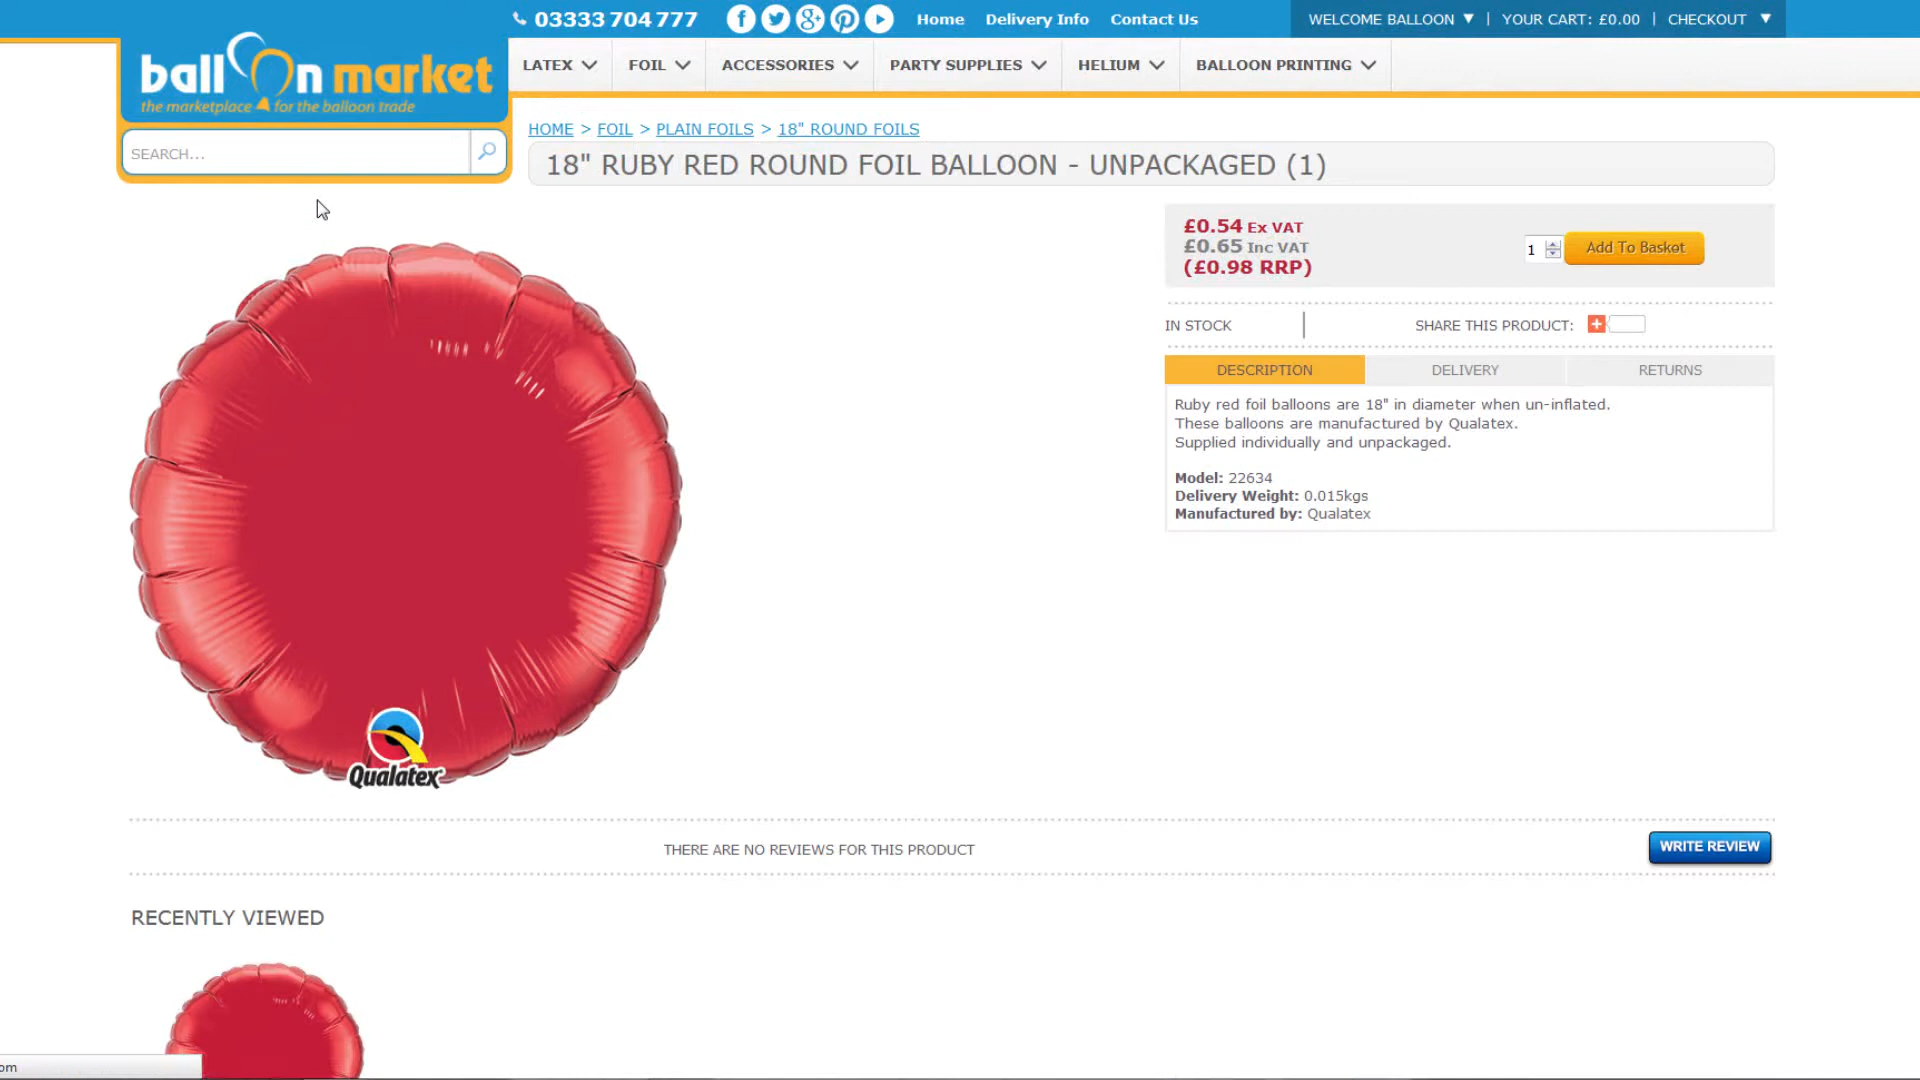 03333 704 777
Home
Delivery Info
Contact Us
WELCOME BALLOON ▼ | YOUR CART: £0.00 | CHECKOUT ▼
balloon market
the marketplace for the balloon trade
LATEX
FOIL
ACCESSORIES
PARTY SUPPLIES
HELIUM
BALLOON PRINTING
SEARCH...
HOME > FOIL > PLAIN FOILS > 18" ROUND FOILS
18" RUBY RED ROUND FOIL BALLOON - UNPACKAGED (1)
£0.54 Ex VAT
£0.65 Inc VAT
(£0.98 RRP)
1
Add To Basket
IN STOCK
SHARE THIS PRODUCT:
DESCRIPTION
DELIVERY
RETURNS
Ruby red foil balloons are 18" in diameter when un-inflated.
These balloons are manufactured by Qualatex.
Supplied individually and unpackaged.
Model: 22634
Delivery Weight: 0.015kgs
Manufactured by: Qualatex
Qualatex
THERE ARE NO REVIEWS FOR THIS PRODUCT
WRITE REVIEW
RECENTLY VIEWED
om